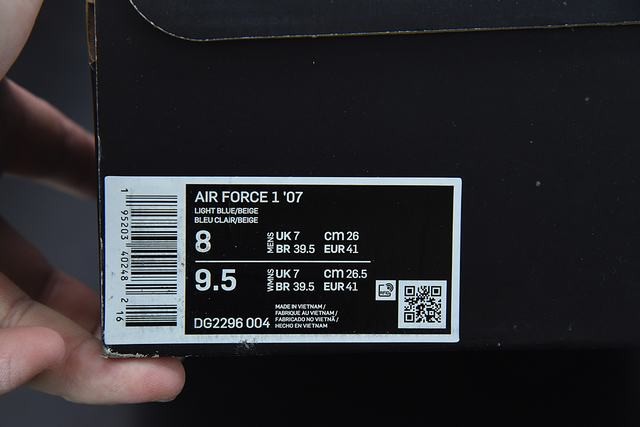 AIR FORCE 1 '07
LIGHT BLUE/BEIGE
BLEU CLAIR/BEIGE
8 MENS UK 7 CM 26
BR 39.5 EUR 41
9.5 WMNS UK 7 CM 26.5
BR 39.5 EUR 41
MADE IN VIETNAM /
FABRIQUE AU VIETNAM /
FABRICADO NO VIETNÃ /
HECHO EN VIETNAM
DG2296 004
1 95203 40248 2 16